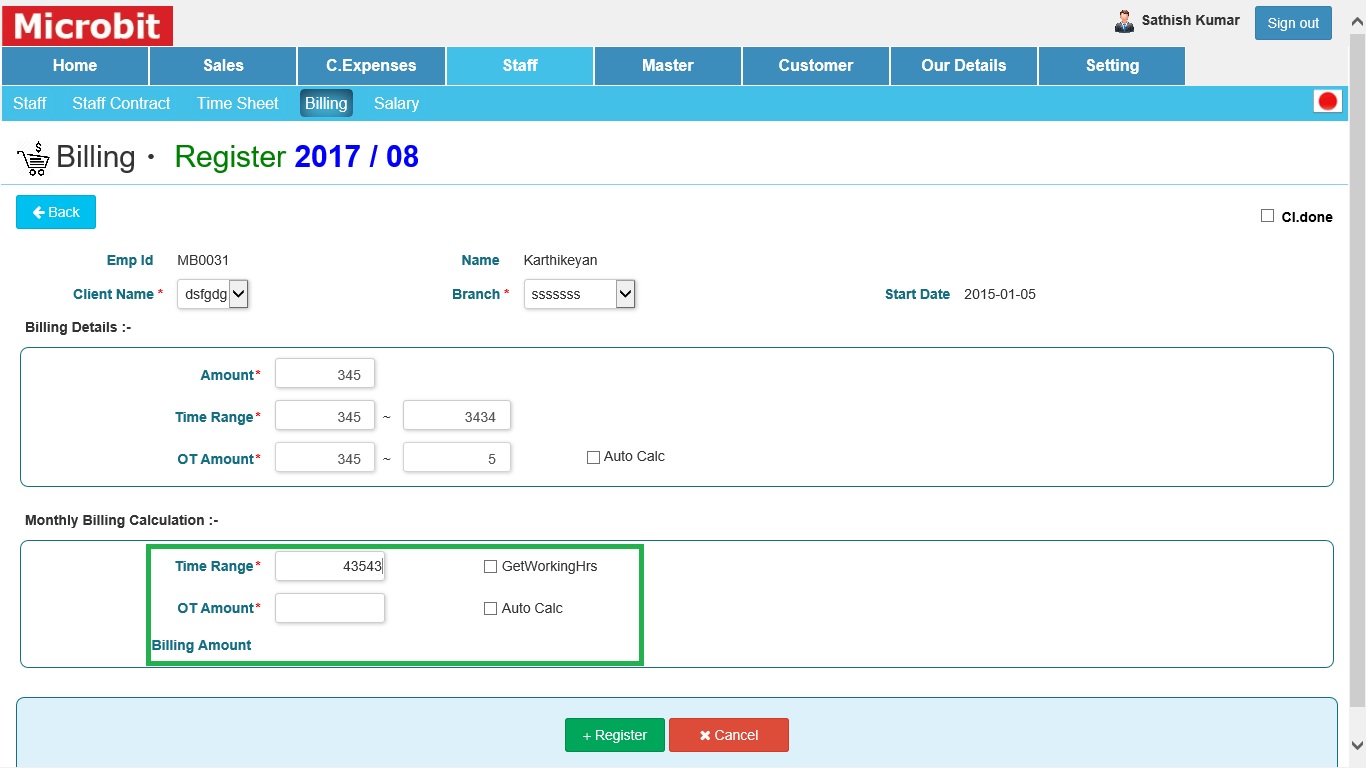 Microbit
Sathish Kumar
Sign out
Home Sales C.Expenses Staff Master Customer Our Details Setting
Staff Staff Contract Time Sheet Billing Salary
Billing · Register 2017 / 08
Back
Cl.done
Emp Id MB0031 Name Karthikeyan
Client Name * dsfgdg Branch * sssssss Start Date 2015-01-05
Billing Details :-
Amount* 345
Time Range* 345 ~ 3434
OT Amount* 345 ~ 5 Auto Calc
Monthly Billing Calculation :-
Time Range* 43543 GetWorkingHrs
OT Amount* Auto Calc
Billing Amount
+ Register Cancel